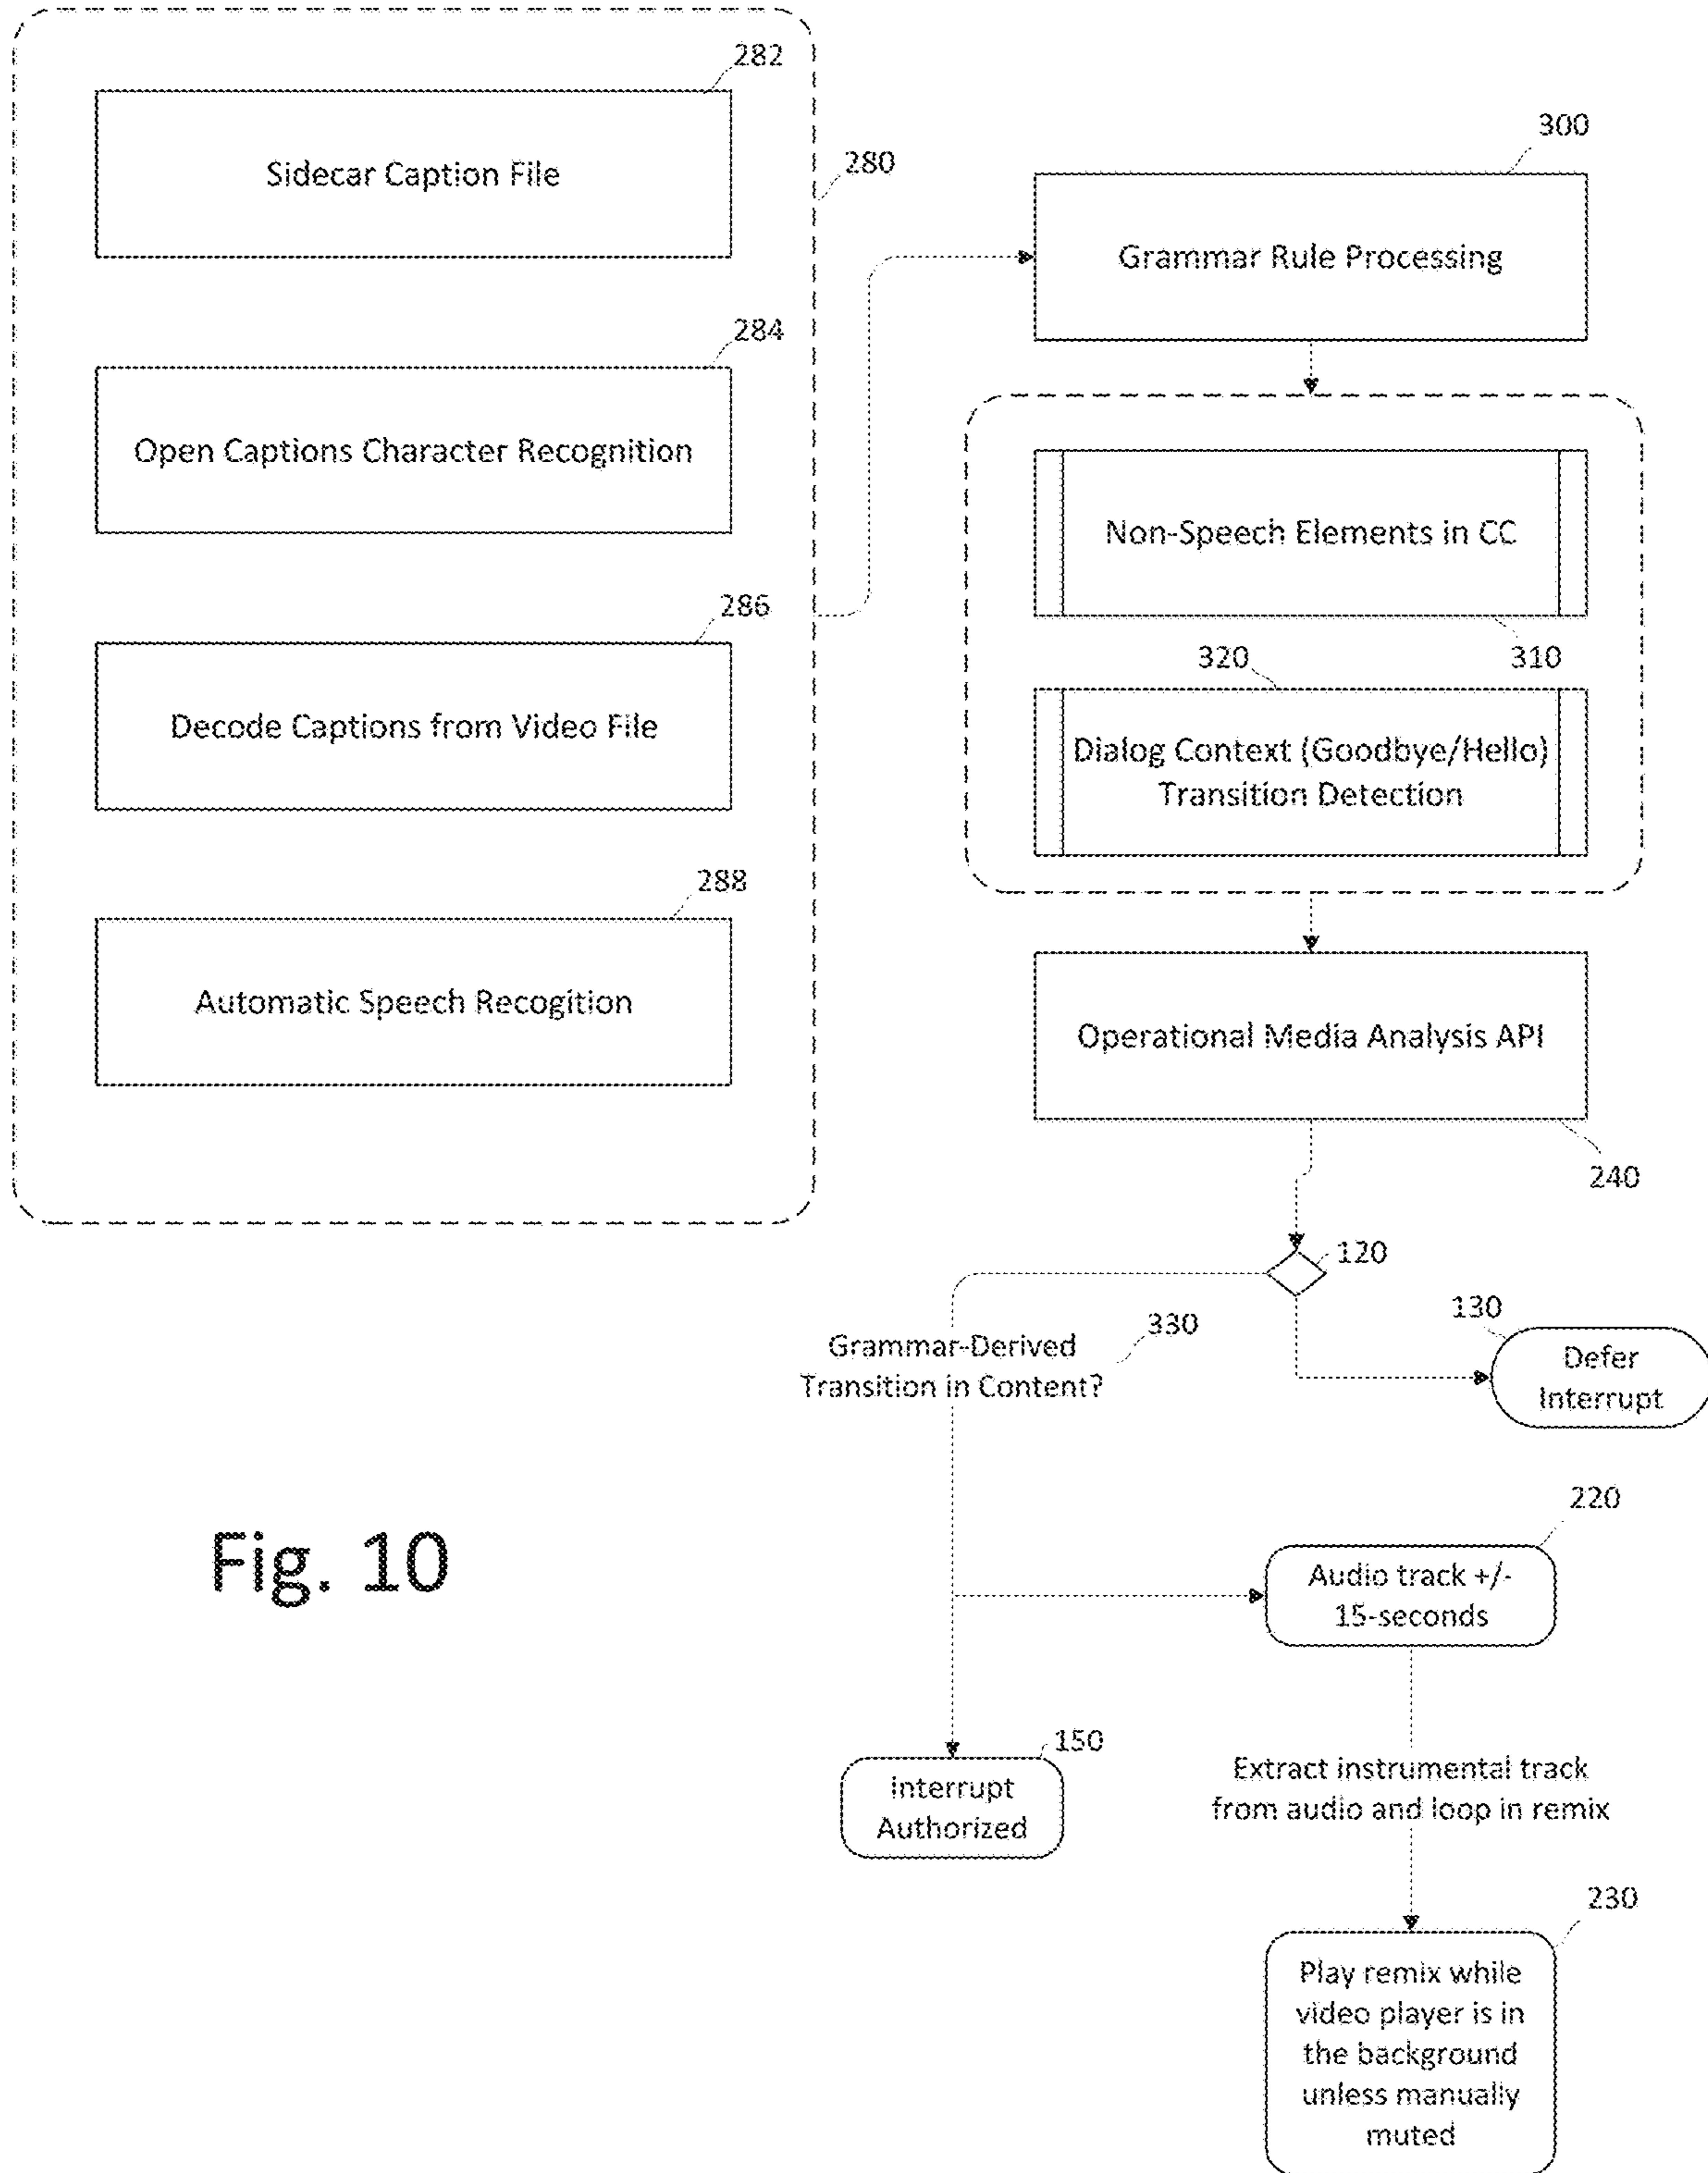 282
Sidecar Caption File
280
284
Open Captions Character Recognition
286
Decode Captions from Video File
288
Automatic Speech Recogition
300
Grammar Rule Processing
Non-Speech Elements in CC
310
320
Dialog Context (Goodbye/Hello)
Transition Detection
Operational Media Analysis API
240
120
Grammar-Derived
Transition in Content?
330
130
Defer
Interrupt
220
Audio track +/-
15-seconds
150
Interrupt
Authorized
Extract instrumental track
from audio and loop in remix
230
Play remix while
video player is in
the background
unless manually
muted
Fig. 10